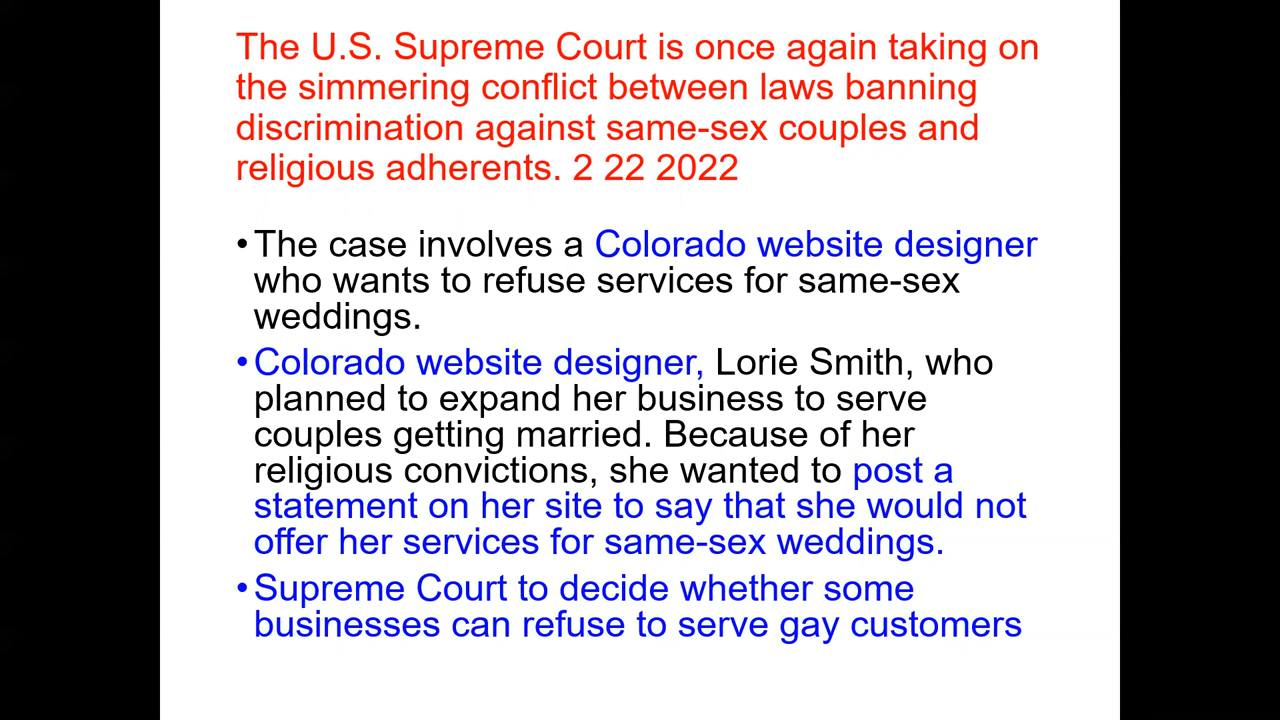 The U.S. Supreme Court is once again taking on
the simmering conflict between laws banning
discrimination against same-sex couples and
religious adherents. 2 22 2022
•The case involves a Colorado website designer
who wants to refuse services for same-sex
weddings.
•Colorado website designer, Lorie Smith, who
planned to expand her business to serve
couples getting married. Because of her
religious convictions, she wanted to post a
statement on her site to say that she would not
offer her services for same-sex weddings.
•Supreme Court to decide whether some
businesses can refuse to serve gay customers